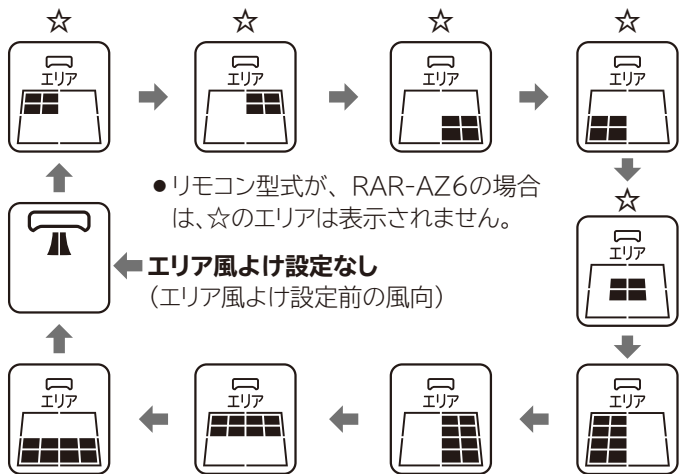 ☆ ☆ ☆ ☆
エリア エリア エリア エリア
●リモコン型式が、RAR-AZ6の場合
は、☆のエリアは表示されません。
☆
エリア
エリア風よけ設定なし
（エリア風よけ設定前の風向）
エリア エリア エリア エリア